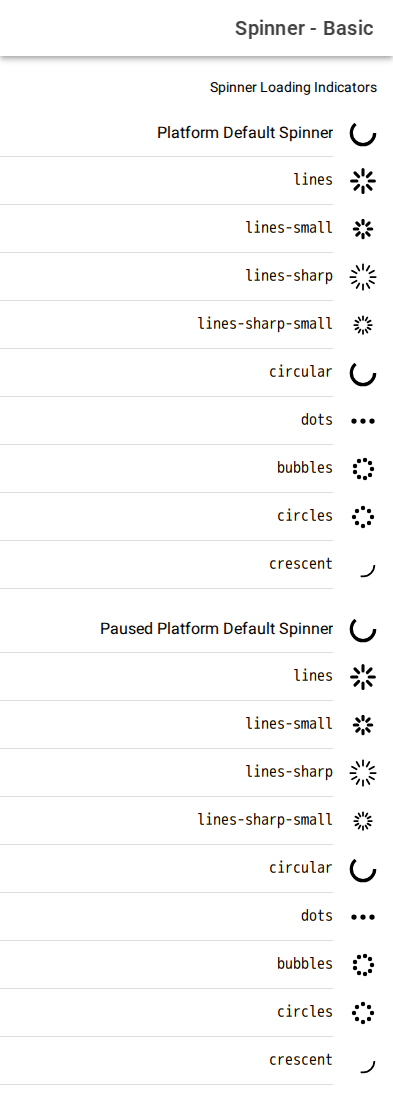 Spinner - Basic
Spinner Loading Indicators
Platform Default Spinner
lines
lines-small
lines-sharp
lines-sharp-small
circular
dots
bubbles
circles
crescent
Paused Platform Default Spinner
lines
lines-small
lines-sharp
lines-sharp-small
circular
dots
bubbles
circles
crescent